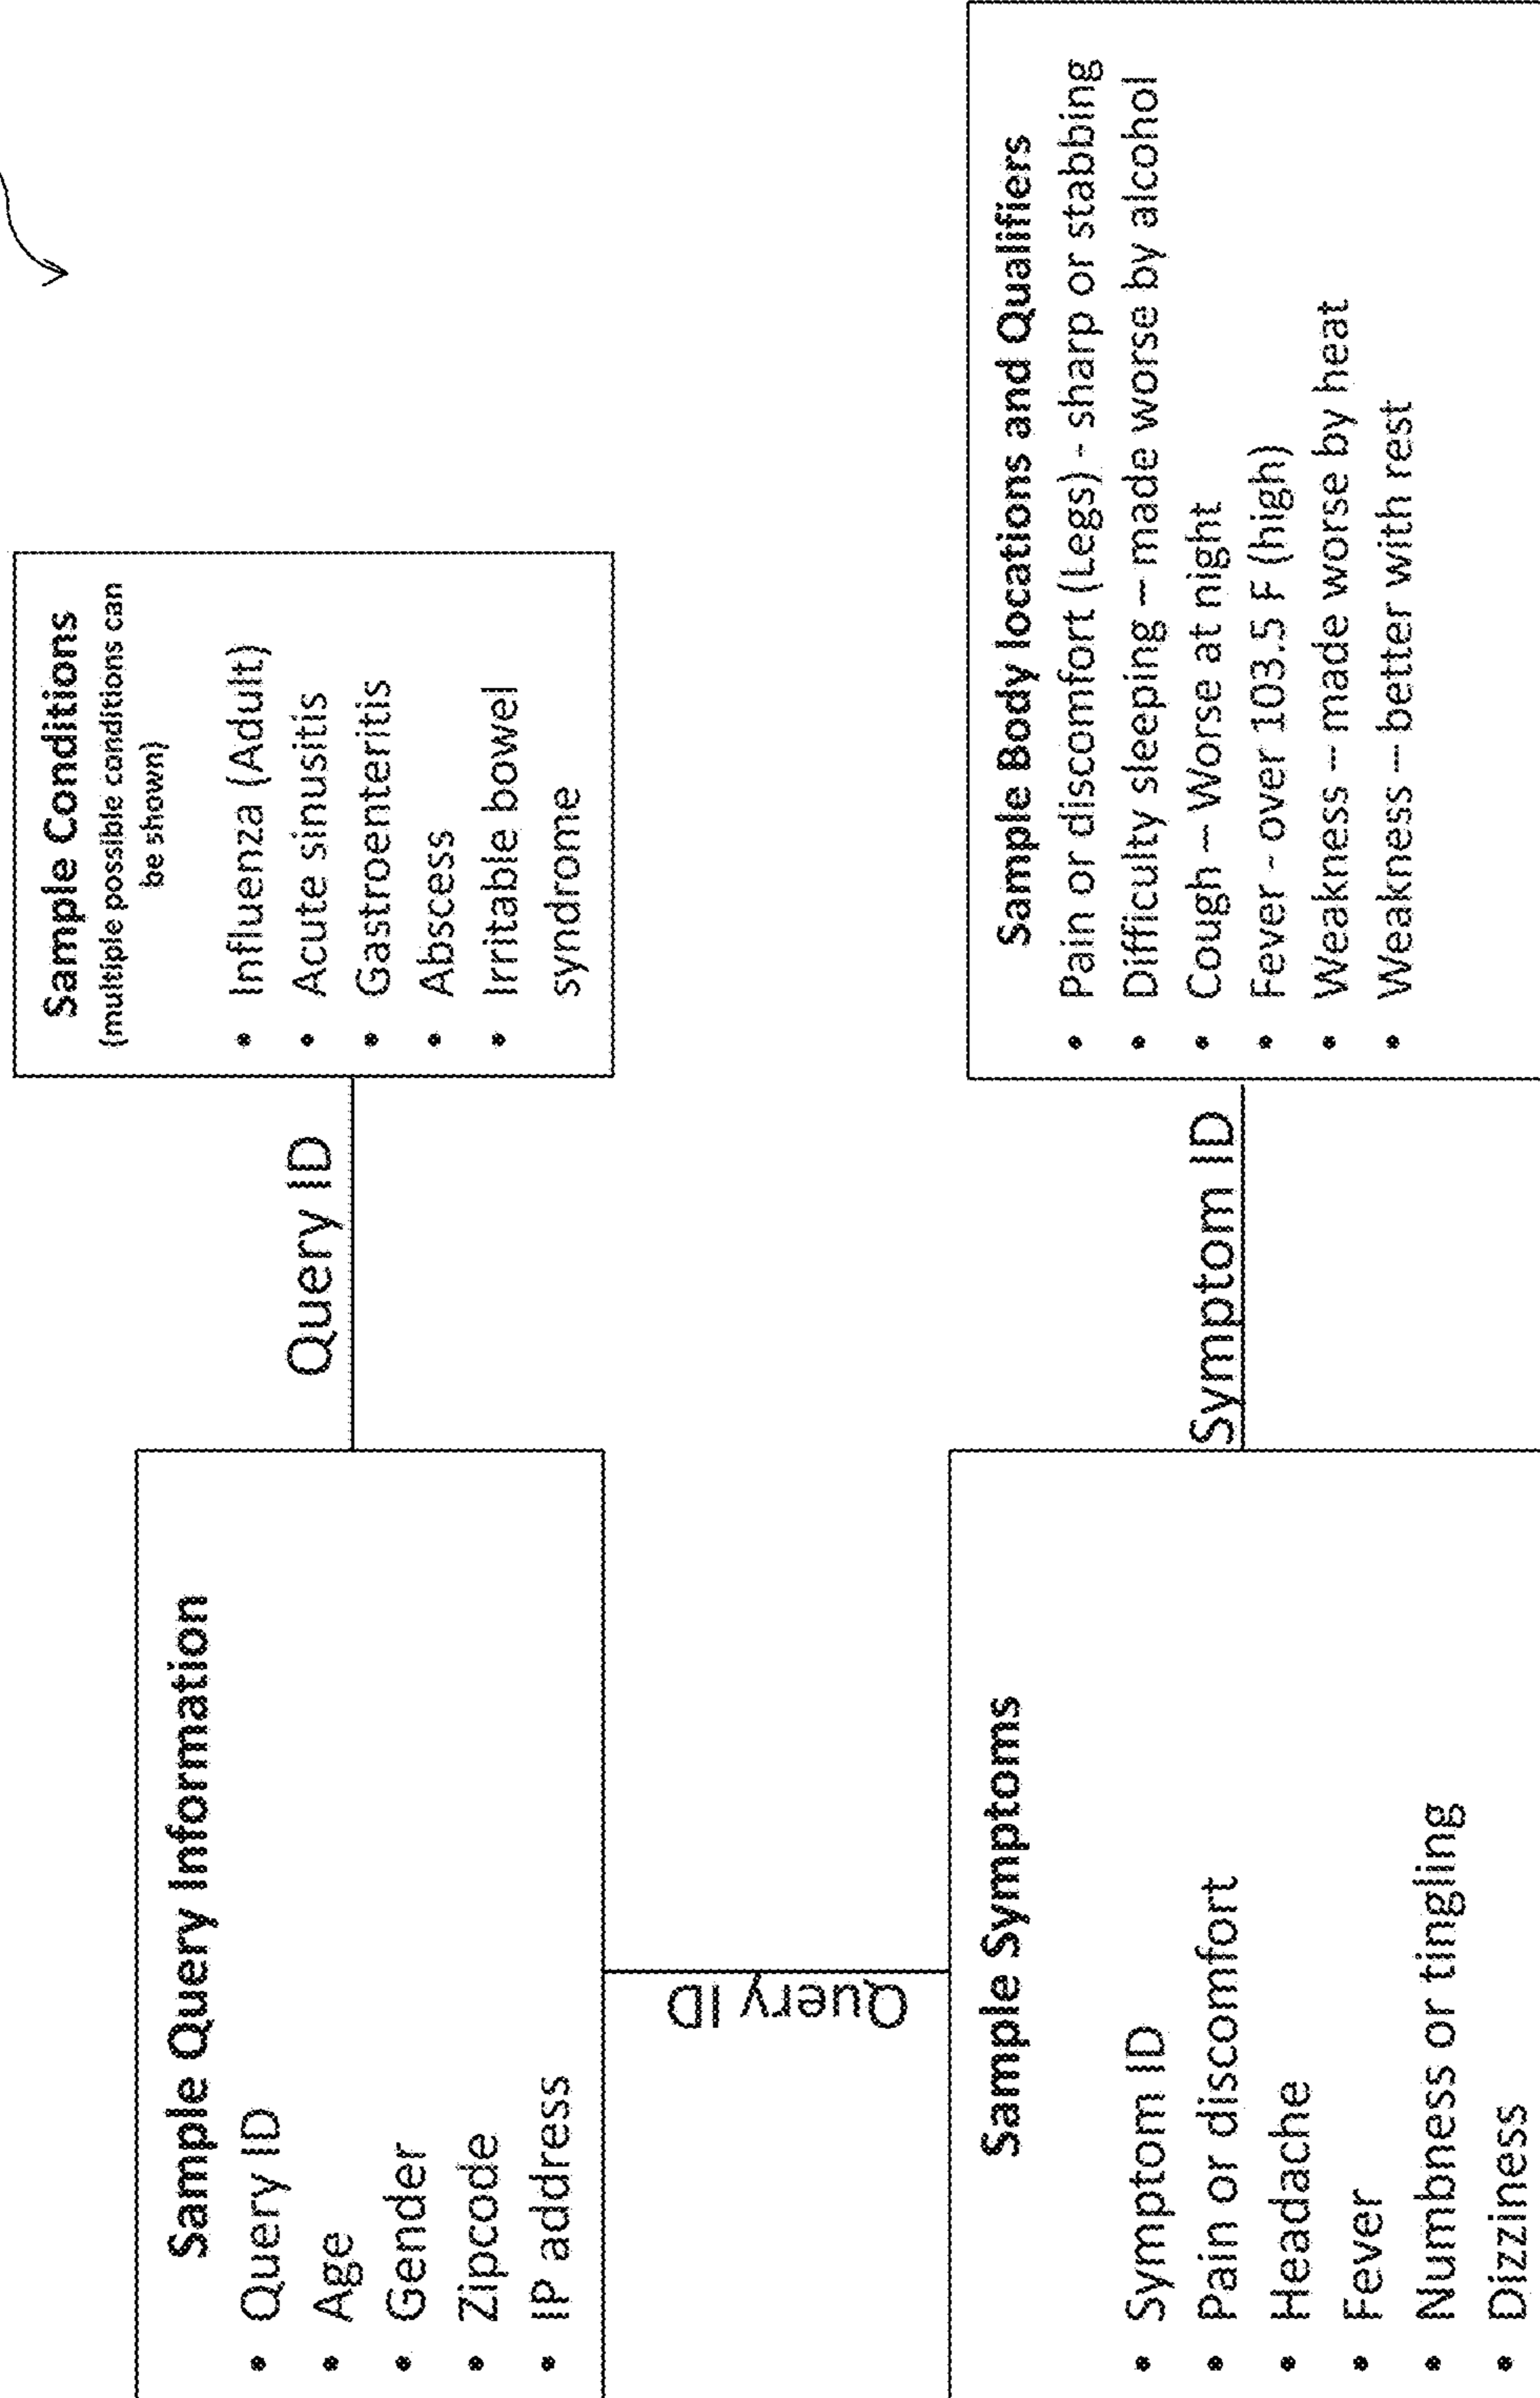 Sample Query Information
• Query ID
• Age
• Gender
• Zipcode
• IP address
Query ID
Sample Conditions
(multiple possible conditions can
be shown)
• Influenza (Adult)
• Acute sinusitis
• Gastroenteritis
• Abscess
• Irritable bowel
syndrome
Query ID
Sample Symptoms
• Symptom ID
• Pain or discomfort
• Headache
• Fever
• Numbness or tingling
• Dizziness
Symptom ID
Sample Body locations and Qualifiers
• Pain or discomfort (Legs) - sharp or stabbing
• Difficulty sleeping – made worse by alcohol
• Cough – Worse at night
• Fever - over 103.5 F (high)
• Weakness – made worse by heat
• Weakness – better with rest